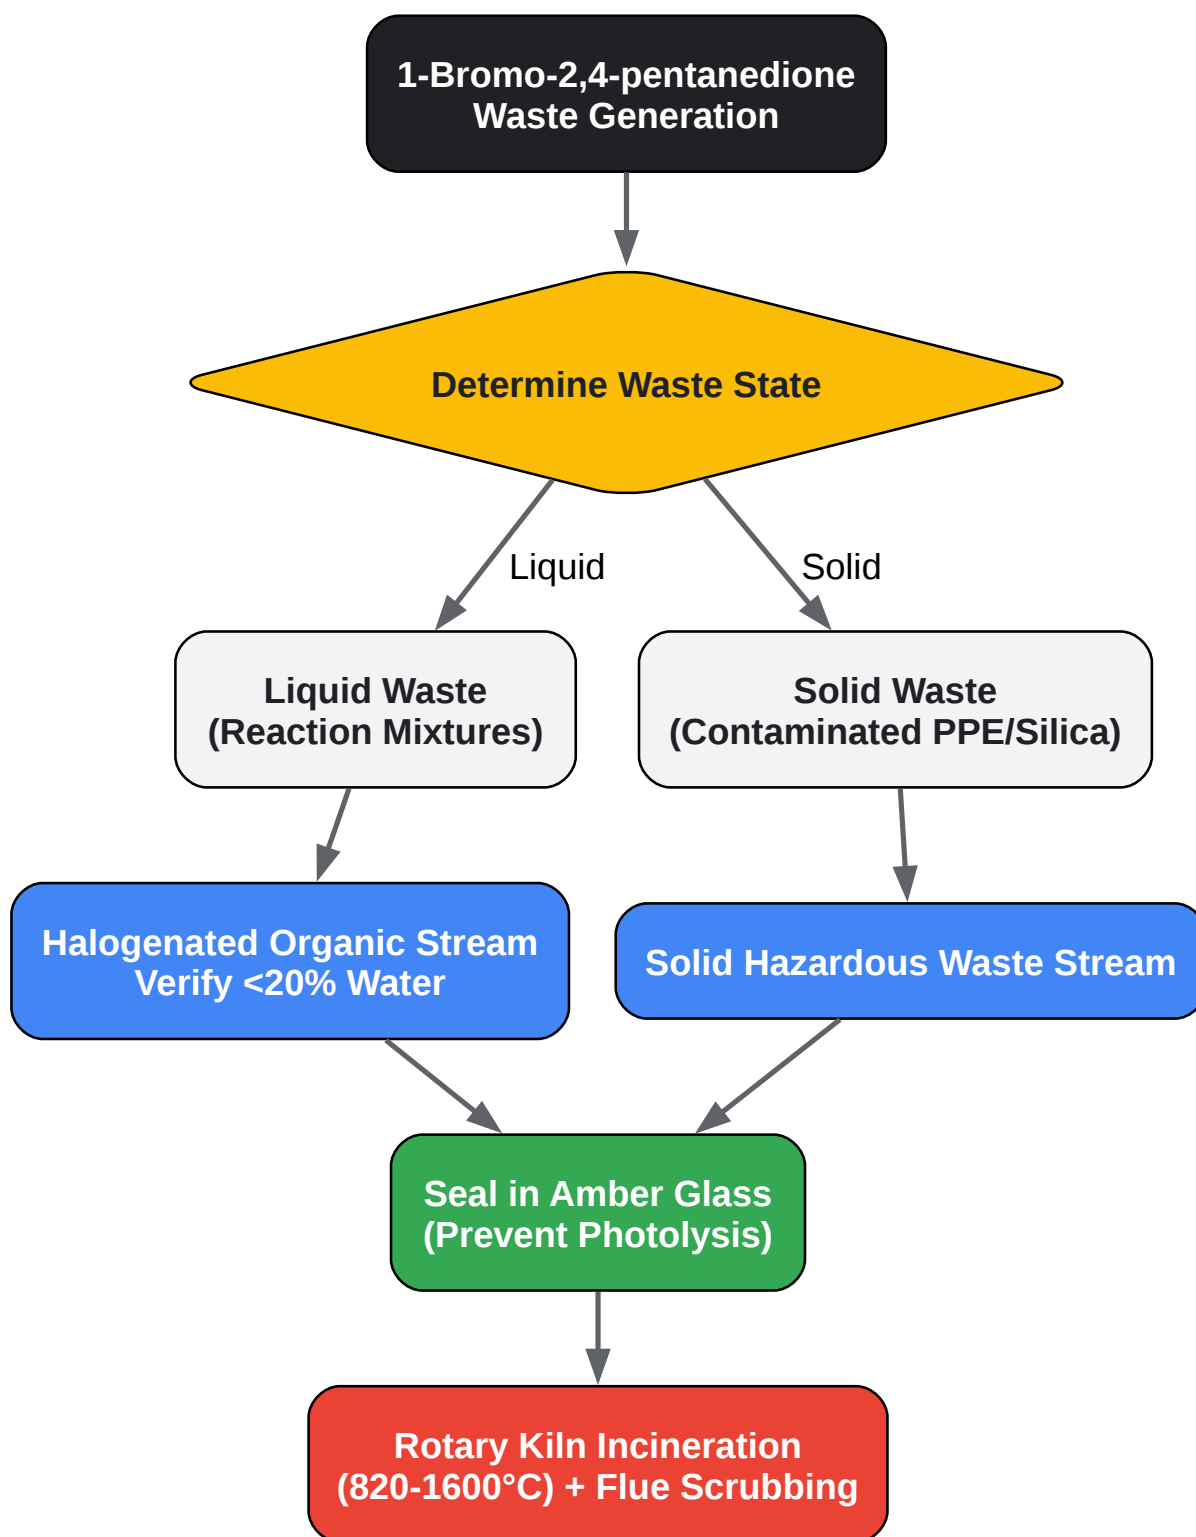 1-Bromo-2,4-pentanedione
Waste Generation
Determine Waste State
Liquid
Solid
Liquid Waste
(Reaction Mixtures)
Solid Waste
(Contaminated PPE/Silica)
Halogenated Organic Stream
Verify <20% Water
Solid Hazardous Waste Stream
Seal in Amber Glass
(Prevent Photolysis)
Rotary Kiln Incineration
(820-1600°C) + Flue Scrubbing